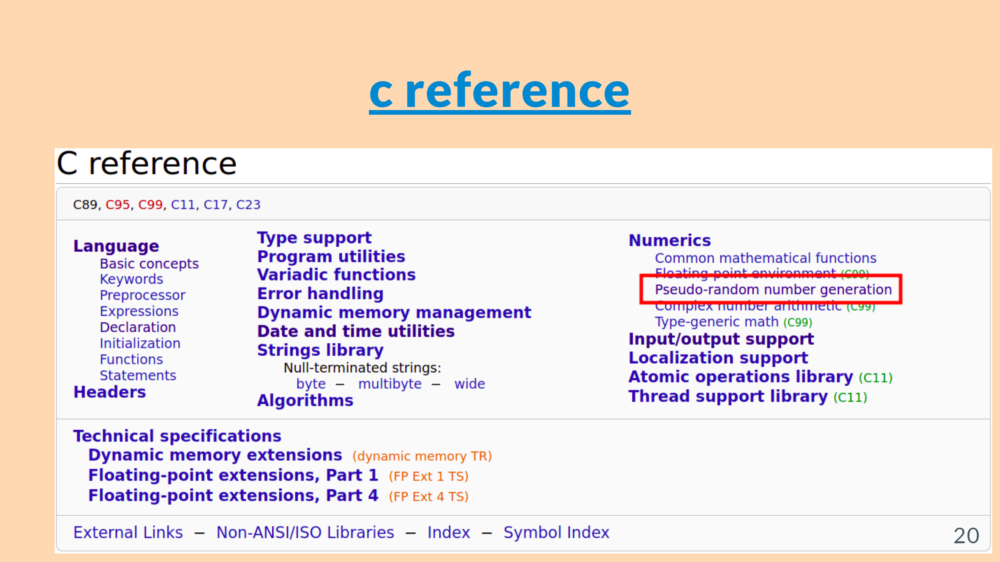 c reference
C reference
C89, C95, C99, C11, C17, C23
Language
Basic concepts
Keywords
Preprocessor
Expressions
Declaration
Initialization
Functions
Statements
Headers
Type support
Program utilities
Variadic functions
Error handling
Dynamic memory management
Date and time utilities
Strings library
Null-terminated strings:
byte – multibyte – wide
Algorithms
Numerics
Common mathematical functions
Floating-point environment (C99)
Pseudo-random number generation
Complex number arithmetic (C99)
Type-generic math (C99)
Input/output support
Localization support
Atomic operations library (C11)
Thread support library (C11)
Technical specifications
Dynamic memory extensions (dynamic memory TR)
Floating-point extensions, Part 1 (FP Ext 1 TS)
Floating-point extensions, Part 4 (FP Ext 4 TS)
External Links – Non-ANSI/ISO Libraries – Index – Symbol Index
20